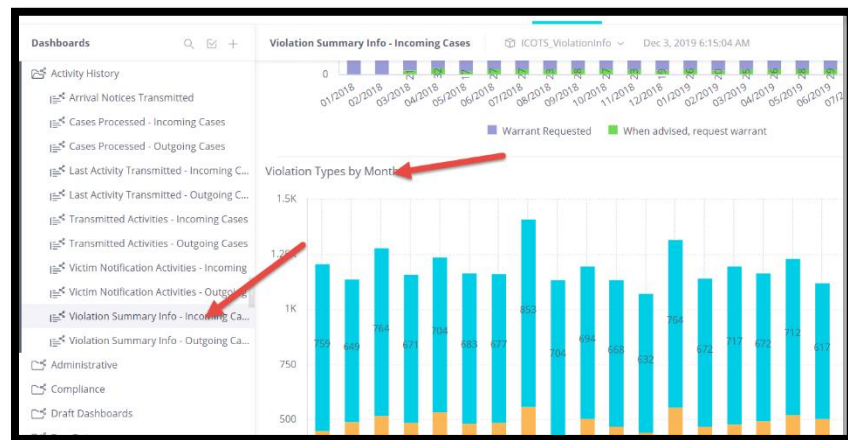 Dashboards
Violation Summary Info - Incoming Cases
ICOTS_ViolationInfo
Dec 3, 2019 6:15:04 AM
Activity History
Arrival Notices Transmitted
Cases Processed - Incoming Cases
Cases Processed - Outgoing Cases
Last Activity Transmitted - Incoming C...
Last Activity Transmitted - Outgoing C...
Transmitted Activities - Incoming Cases
Transmitted Activities - Outgoing Cases
Victim Notification Activities - Incoming
Victim Notification Activities - Outgoing
Violation Summary Info - Incoming Ca...
Violation Summary Info - Outgoing Ca...
Administrative
Compliance
Draft Dashboards
0
01/2018 02/2018 03/2018 04/2018 05/2018 06/2018 07/2018 08/2018 09/2018 10/2018 11/2018 12/2018 01/2019 02/2019 03/2019 04/2019 05/2019 06/2019
Warrant Requested When advised, request warrant
Violation Types by Month
1.5K
1K
750
500
759 649 764 671 704 683 677 853 704 694 668 632 764 672 717 672 712 617